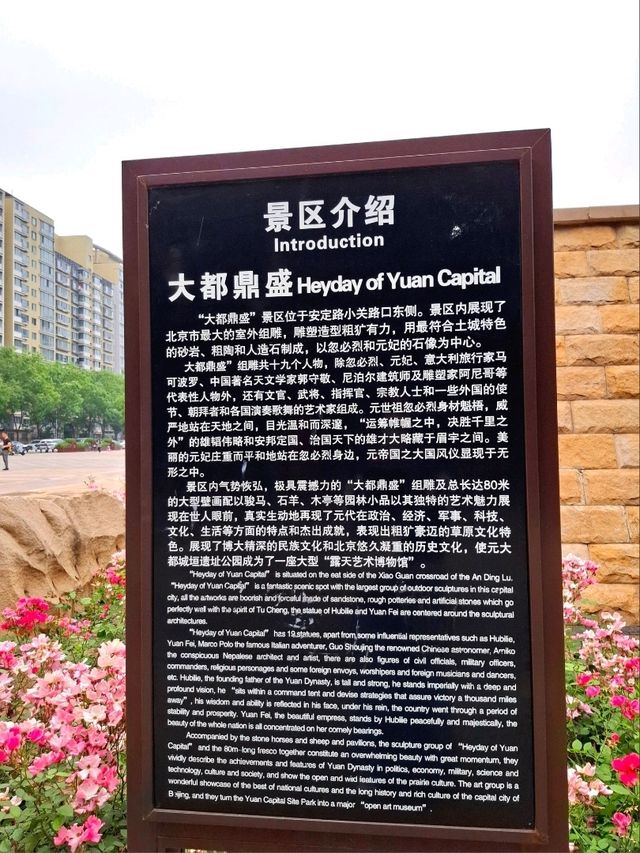 景区介绍
Introduction
大都鼎盛 Heyday of Yuan Capital
“大都鼎盛”景区位于安定路小关路口东侧。景区内展现了
北京市最大的室外组雕，雕塑造型粗犷有力，用最符合土城特色
的砂岩、粗陶和人造石制成，以忽必烈和元妃的石像为中心。
大都鼎盛”组雕共十九个人物，除忽必烈、元妃、意大利旅行家马
可波罗、中国著名天文学家郭守敬、尼泊尔建筑师及雕塑家阿尼哥等
代表性人物外，还有文官、武将、指挥官、宗教人士和一些外国的使
节、朝拜者和各国演奏歌舞的艺术家组成。元世祖忽必烈身材魁梧，威
严地站在天地之间，目光温和而深邃，“运筹帷幄之中，决胜千里之
外”的雄韬伟略和安邦定国、治国天下的雄才大略藏于眉宇之间。美
丽的元妃庄重而平和地站在忽必烈身边，元帝国之大国风仪显现于无
形之中。
景区内气势恢弘，极具震撼力的“大都鼎盛”组雕及总长达80米
的大型壁画配以骏马、石羊、木亭等园林小品以其独特的艺术魅力展
现在世人眼前，真实生动地再现了元代在政治、经济、军事、科技、
文化、生活等方面的特点和杰出成就，表现出粗犷豪迈的草原文化特
色。展现了博大精深的民族文化和北京悠久凝重的历史文化，使元大
都城垣遗址公园成为了一座大型“露天艺术博物馆”。
“Heyday of Yuan Capital” is situated on the eat side of the Xiao Guan crossroad of the An Ding Lu.
“Heyday of Yuan Capital” is a fantastic scenic spot with the largest group of outdoor sculptures in this capital
city, all the artworks are boorish and forceful made of sandstone, rough potteries and artificial stones which go
perfectly well with the spirit of Tu Cheng, the statue of Hubilie and Yuan Fei are centered around the sculptural
architectures.
“Heyday of Yuan Capital” has 19 statues, apart from some influential representatives such as Hubilie,
Yuan Fei, Marco Polo the famous Italian adventurer, Guo Shoujing the renowned Chinese astronomer, Amiko
the conspicuous Nepalese architect and artist, there are also figures of civil officials, military officers,
commanders, religious personages and some foreign envoys, worshipers and foreign musicians and dancers,
etc. Hubilie, the founding father of the Yuan Dynasty, is tall and strong, he stands imperially with a deep and
profound vision, he “sits within a command tent and devise strategies that assure victory a thousand miles
away”, his wisdom and ability is reflected in his face, under his rein, the country went through a period of
stability and prosperity. Yuan Fei, the beautiful empress, stands by Hubilie peacefully and majestically, the
beauty of the whole nation is all concentrated on her comely bearings.
Accompanied by the stone horses and sheep and pavilions, the sculpture group of “Heyday of Yuan
Capital” and the 80m-long fresco together constitute an overwhelming beauty with great momentum, they
vividly describe the achievements and features of Yuan Dynasty in politics, economy, military, science and
technology, culture and society, and show the open and wid features of the prairie culture. The art group is a
wonderful showcase of the best of national cultures and the long history and rich culture of the capital city of
B ijing, and they turn the Yuan Capital Site Park into a major “open art museum”.